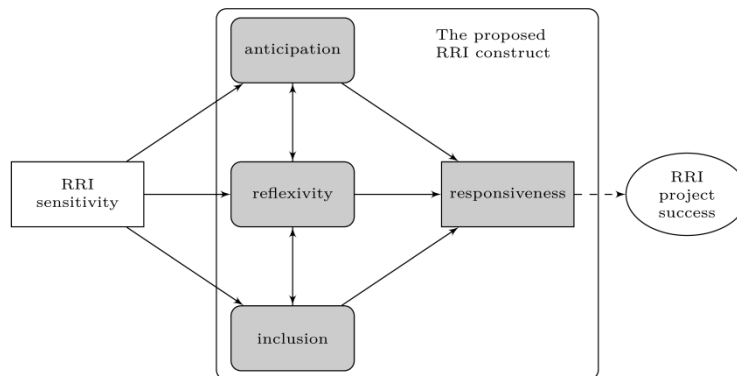 anticipation
The proposed
RRI construct
RRI
sensitivity
reflexivity
responsiveness
RRI
project
success
inclusion